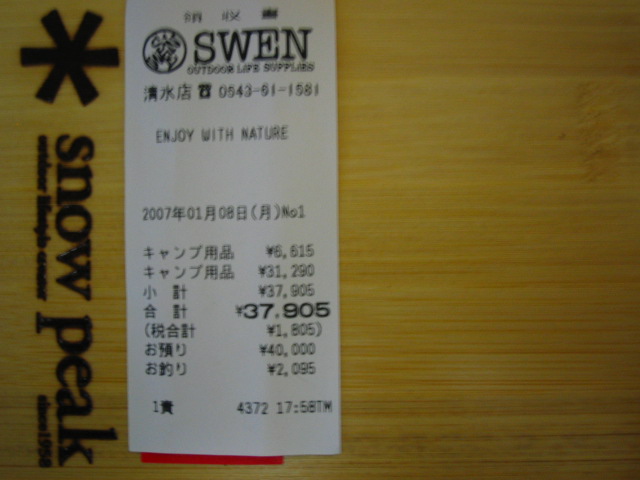 領収書
SWEN
OUTDOOR LIFE SUPPLIES
清水店 ☎ 0543-61-1581
ENJOY WITH NATURE
2007年01月08日(月)No1
キャンプ用品 ¥6,615
キャンプ用品 ¥31,290
小 計 ¥37,905
合 計 ¥37,905
(税合計 ¥1,805)
お預り ¥40,000
お釣り ¥2,095
1責 4372 17:58TM
snow peak
outdoor lifestyle creator
since1958